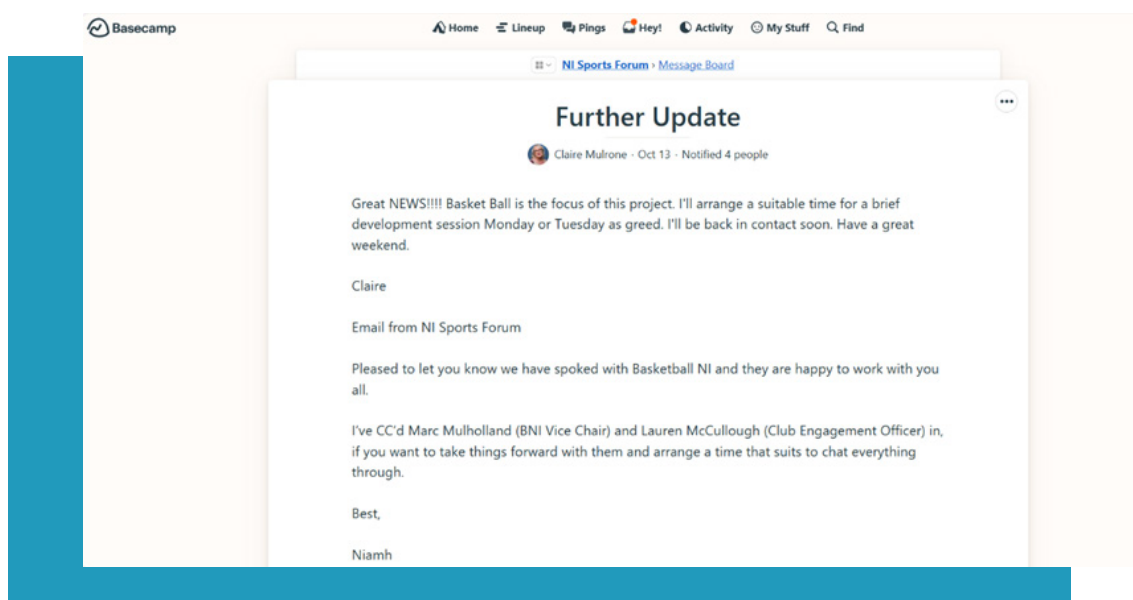 Basecamp
Home Lineup Pings Hey! Activity My Stuff Find
NI Sports Forum › Message Board
Further Update
Claire Mulrone · Oct 13 · Notified 4 people
Great NEWS!!!! Basket Ball is the focus of this project. I'll arrange a suitable time for a brief
development session Monday or Tuesday as greed. I'll be back in contact soon. Have a great
weekend.
Claire
Email from NI Sports Forum
Pleased to let you know we have spoked with Basketball NI and they are happy to work with you
all.
I've CC'd Marc Mulholland (BNI Vice Chair) and Lauren McCullough (Club Engagement Officer) in,
if you want to take things forward with them and arrange a time that suits to chat everything
through.
Best,
Niamh